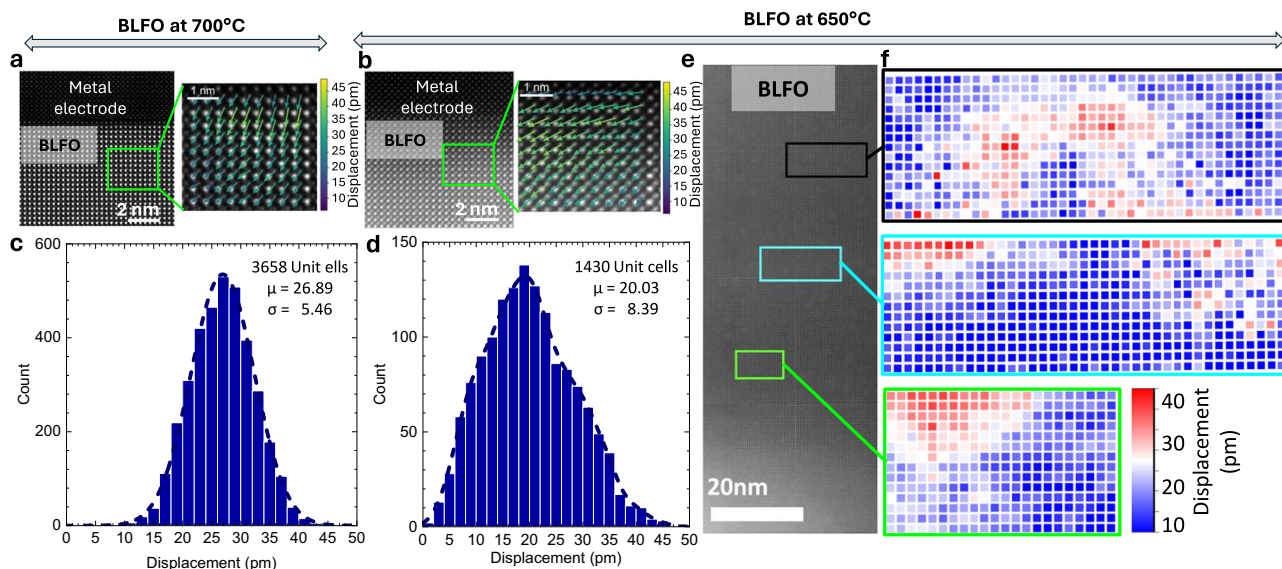 BLFO at 700°C
BLFO at 650°C
a
Metal
electrode
BLFO
2 nm
1 nm
45
40
35
30
25
20
15
10
Displacement (pm)
b
Metal
electrode
BLFO
2 nm
1 nm
45
40
35
30
25
20
15
10
Displacement (pm)
c
3658 Unit ells
μ = 26.89
σ = 5.46
Count
600
400
200
0
0 5 10 15 20 25 30 35 40 45 50
Displacement (pm)
d
1430 Unit cells
μ = 20.03
σ = 8.39
Count
150
100
50
0
0 5 10 15 20 25 30 35 40 45 50
Displacement (pm)
e
BLFO
20nm
f
40
30
20
10
Displacement
(pm)